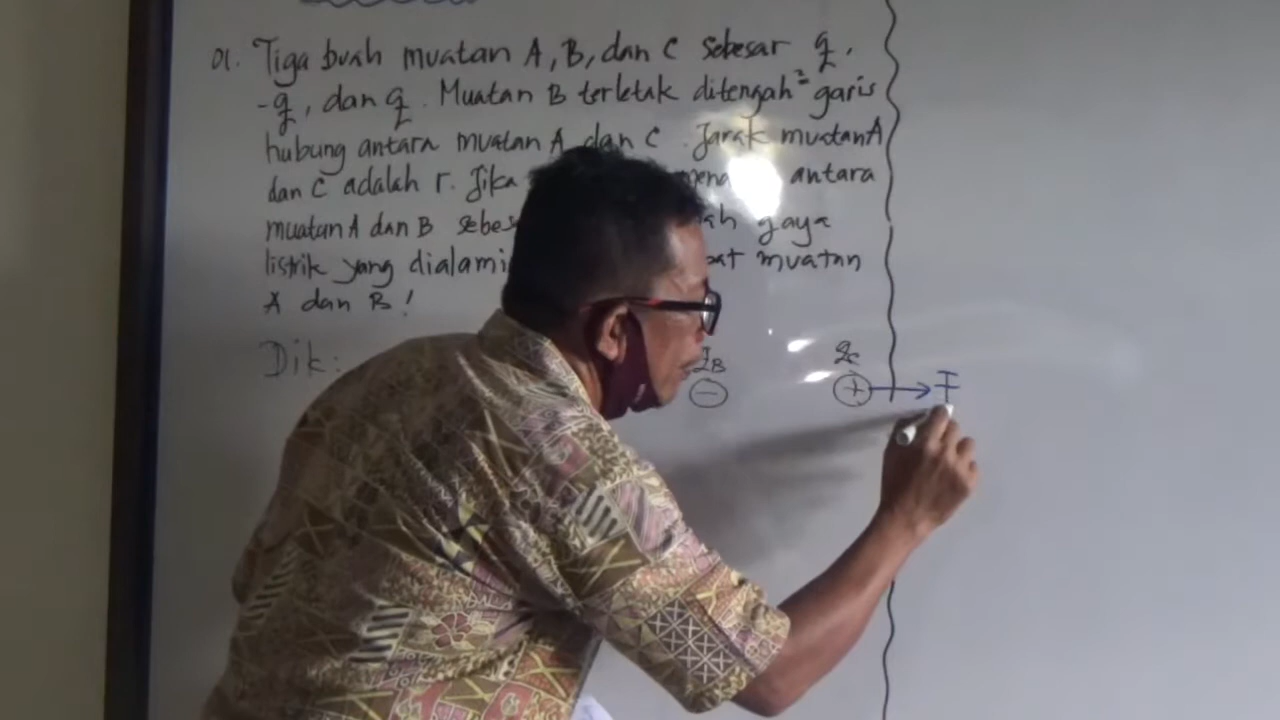 01. Tiga buah muatan A, B, dan C sebesar q,
-q, dan q. Muatan B terletak ditengah² garis
hubung antara muatan A dan C. Jarak muatan A
dan C adalah r. Jika antara
muatan A dan B gaya
listrik yang dialami muatan
A dan B!
Dik:
qc
− + F